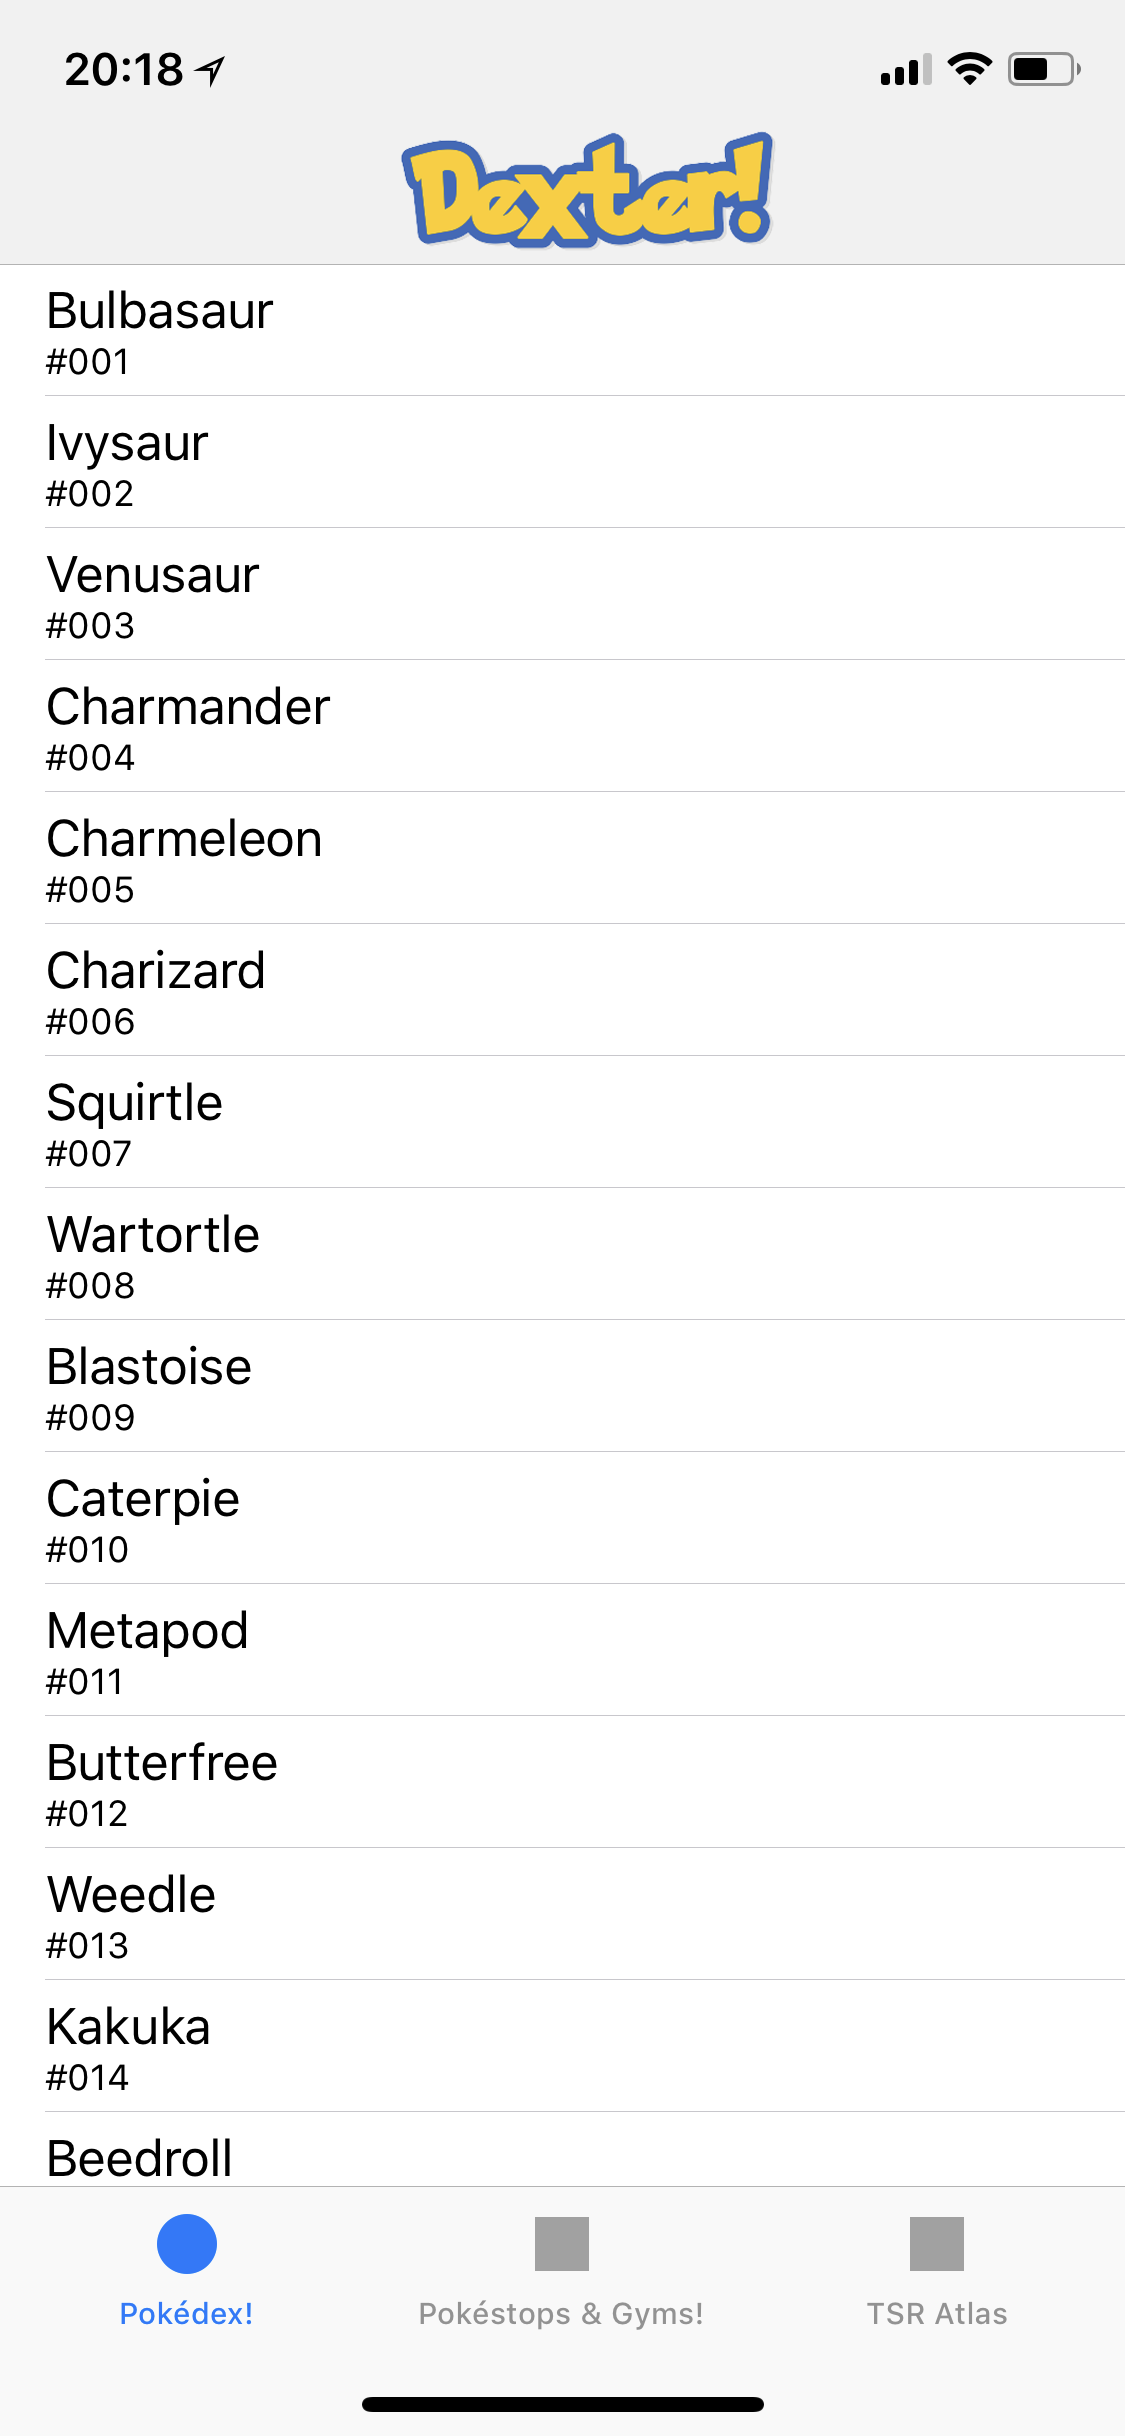 20:18
Dexter!
Bulbasaur
#001
Ivysaur
#002
Venusaur
#003
Charmander
#004
Charmeleon
#005
Charizard
#006
Squirtle
#007
Wartortle
#008
Blastoise
#009
Caterpie
#010
Metapod
#011
Butterfree
#012
Weedle
#013
Kakuka
#014
Beedroll
Pokédex!
Pokéstops & Gyms!
TSR Atlas